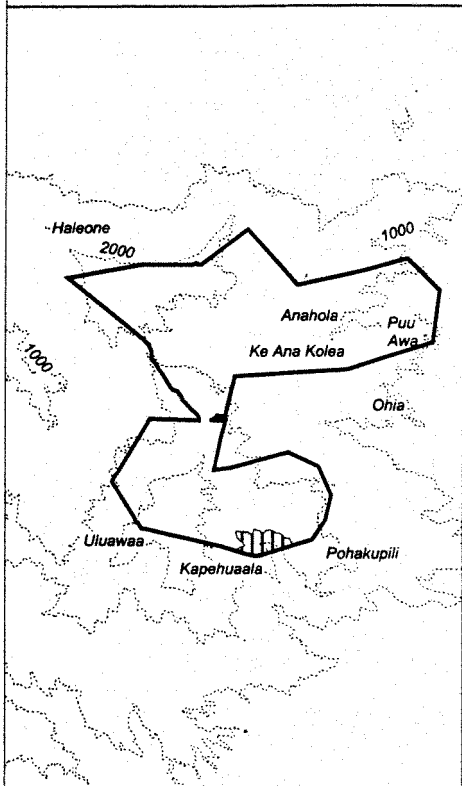 Haleone
2000
1000
Anahola
Puu
Awa
Ke Ana Kolea
1000
Ohia
Uluawaa
Kapehuaala
Pohakupili